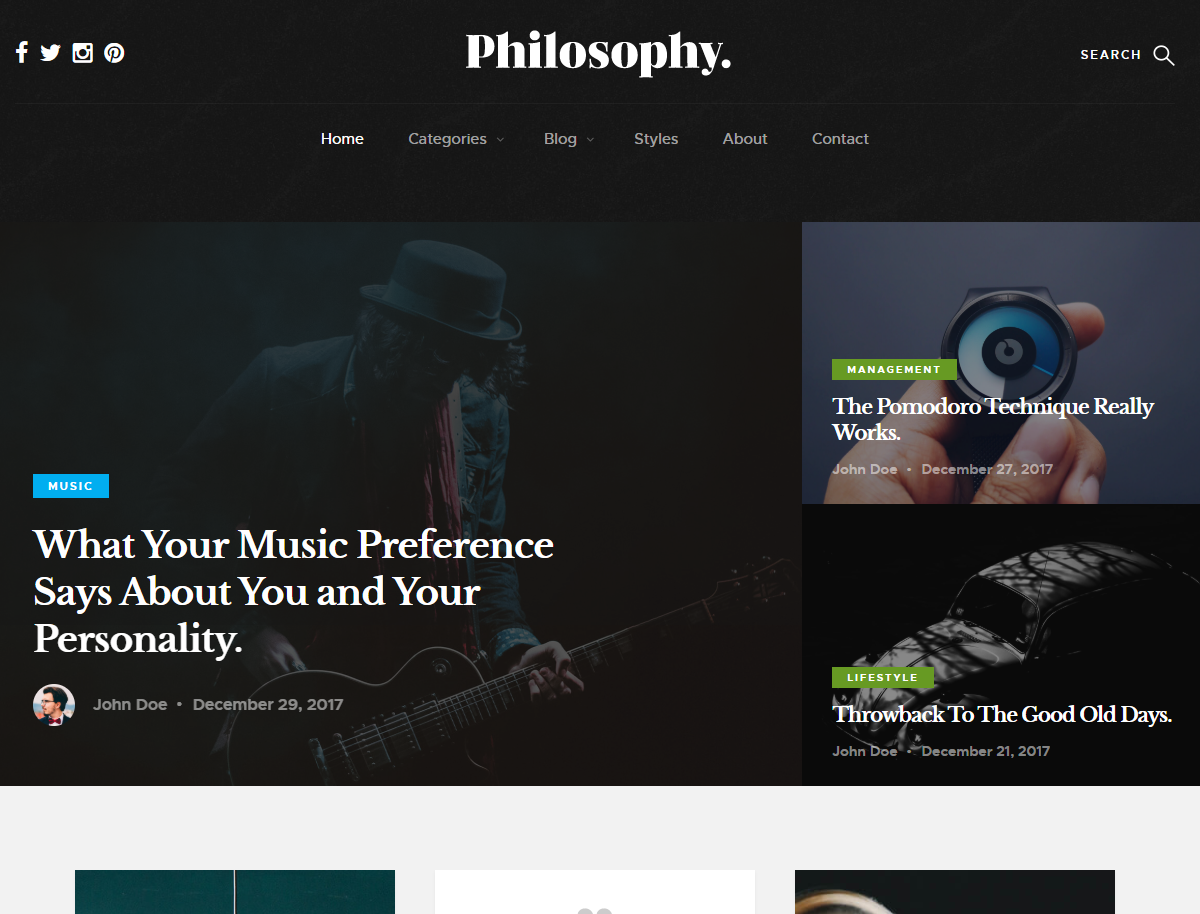 Philosophy.
SEARCH
Home
Categories
Blog
Styles
About
Contact
MUSIC
What Your Music Preference
Says About You and Your
Personality.
John Doe • December 29, 2017
MANAGEMENT
The Pomodoro Technique Really
Works.
John Doe • December 27, 2017
LIFESTYLE
Throwback To The Good Old Days.
John Doe • December 21, 2017